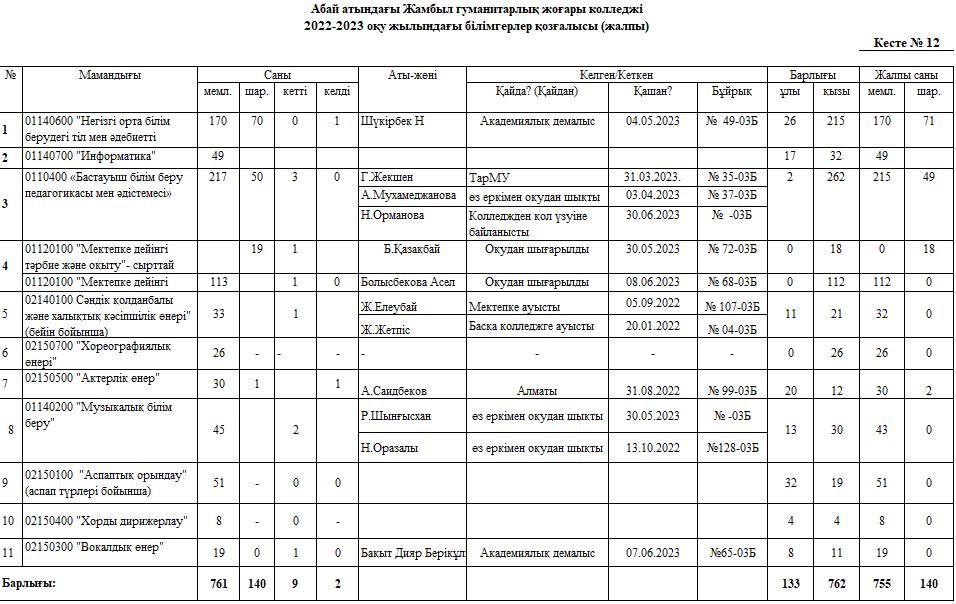 Абай атындағы Жамбыл гуманитарлық жоғары колледжі
2022-2023 оқу жылындағы білімгерлер қозғалысы (жалпы)
Кесте № 12
№ Мамандығы Саны Аты-жөні Келген/Кеткен Барлығы Жалпы саны
мемл. шар. кетті келді Қайда? (Қайдан) Қашан? Бұйрық ұлы қызы мемл. шар.
1 01140600 "Негізгі орта білім 170 70 0 1 Шүкірбек Н Академиялық демалыс 04.05.2023 № 49-03Б 26 215 170 71
берудегі тіл мен әдебиетті
2 01140700 "Информатика" 49 17 32 49
3 0110400 «Бастауыш білім беру 217 50 3 0 Г.Жекшен ТарМУ 31.03.2023. № 35-03Б 2 262 215 49
педагогикасы мен әдістемесі» А.Мухамеджанова өз еркімен оқудан шықты 03.04.2023 № 37-03Б
Н.Орманова Колледжден қол үзуіне 30.06.2023 № -03Б
байланысты
4 01120100 "Мектепке дейінгі 19 1 Б.Қазақбай Оқудан шығарылды 30.05.2023 № 72-03Б 0 18 0 18
тәрбие және оқыту"- сырттай
01120100 "Мектепке дейінгі 113 1 0 Болысбекова Асел Оқудан шығарылды 08.06.2023 № 68-03Б 0 112 112 0
5 02140100 Сәндік қолданбалы 33 1 Ж.Елеубай Мектепке ауысты 05.09.2022 № 107-03Б 11 21 32 0
және халықтық кәсіпшілік өнері"
(бейін бойынша) Ж.Жетпіс Басқа колледжге ауысты 20.01.2022 № 04-03Б
6 02150700 "Хореографиялық 26 - - - - - - - 0 26 26 0
өнері"
7 02150500 "Актерлік өнер" 30 1 1 А.Саидбеков Алматы 31.08.2022 № 99-03Б 20 12 30 2
8 01140200 "Музыкалық білім 45 2 Р.Шынғысхан өз еркімен оқудан шықты 30.05.2023 № -03Б 13 30 43 0
беру"
Н.Оразалы өз еркімен оқудан шықты 13.10.2022 №128-03Б
9 02150100 "Аспаптық орындау" 51 - 0 0 32 19 51 0
(аспап түрлері бойынша)
10 02150400 "Хорды дирижерлау" 8 - 0 - 4 4 8 0
11 02150300 "Вокалдық өнер" 19 0 1 0 Бақыт Дияр Берікұл Академиялық демалыс 07.06.2023 №65-03Б 8 11 19 0
Барлығы: 761 140 9 2 133 762 755 140